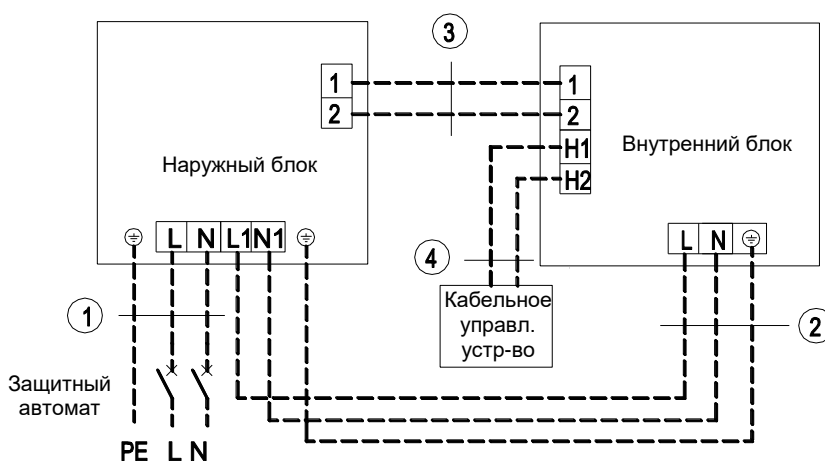 3
1
2
1
2
H1
H2
Наружный блок
Внутренний блок
L N L1 N1
L N
4
Кабельное
управл.
устр-во
1
2
Защитный
автомат
PE L N